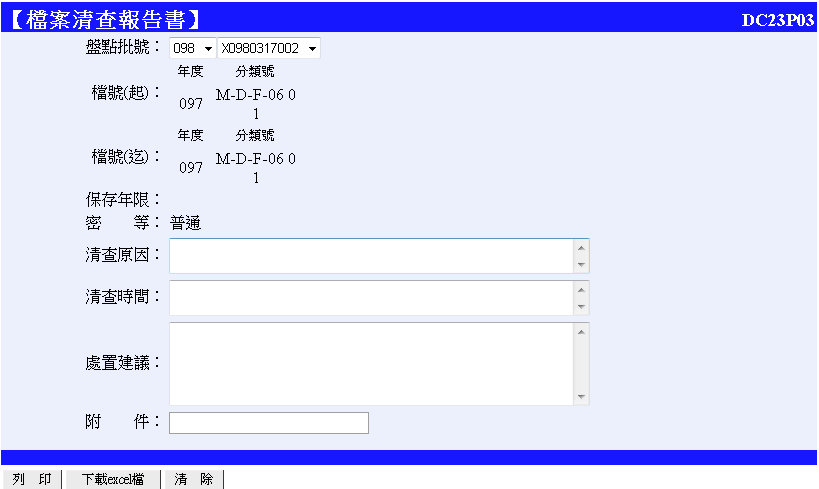 【檔案清查報告書】 DC23P03
盤點批號： 098 X0980317002
年度 分類號
檔號(起)： 097 M-D-F-06 0
1
年度 分類號
檔號(迄)： 097 M-D-F-06 0
1
保存年限：
密　　等： 普通
清查原因：
清查時間：
處置建議：
附　　件：
列　印 下載excel檔 清　除